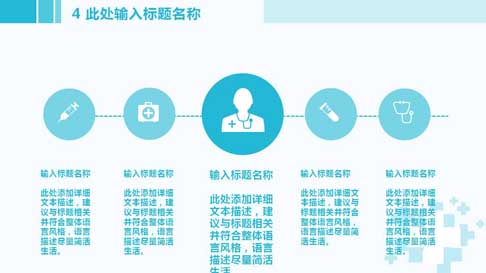 4 此处输入标题名称
输入标题名称
此处添加详细
文本描述，建
议与标题相关
并符合整体语
言风格，语言
描述尽量简活
生活。
输入标题名称
此处添加详细
文本描述，建
议与标题相关
并符合整体语
言风格，语言
描述尽量简活
生活。
输入标题名称
此处添加详细
文本描述，建
议与标题相关
并符合整体语
言风格，语言
描述尽量简活
生活。
输入标题名称
此处添加详细文
本描述，建议与
标题相关并符合
整体语言风格，
语言描述尽量简
活生活。
输入标题名称
此处添加详细
文本描述，建
议与标题相关
并符合整体语
言风格，语言
描述尽量简活
生活。